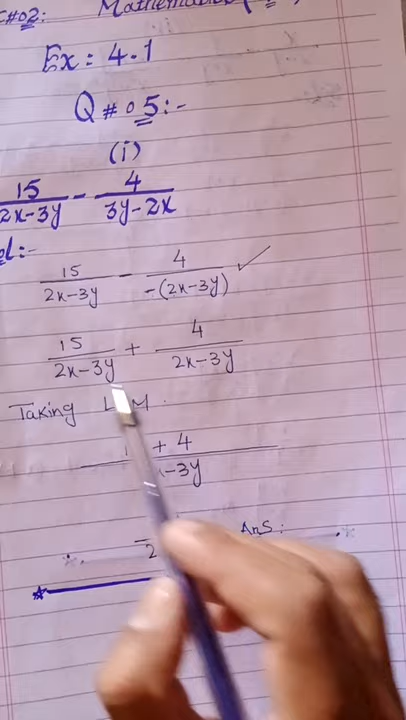 Ex: 4.1
Q#05:-
(i)
15/2x-3y - 4/3y-2x
15/2x-3y - 4/-(2x-3y) ✓
15/2x-3y + 4/2x-3y
Taking
+ 4/-3y
2
Ans: